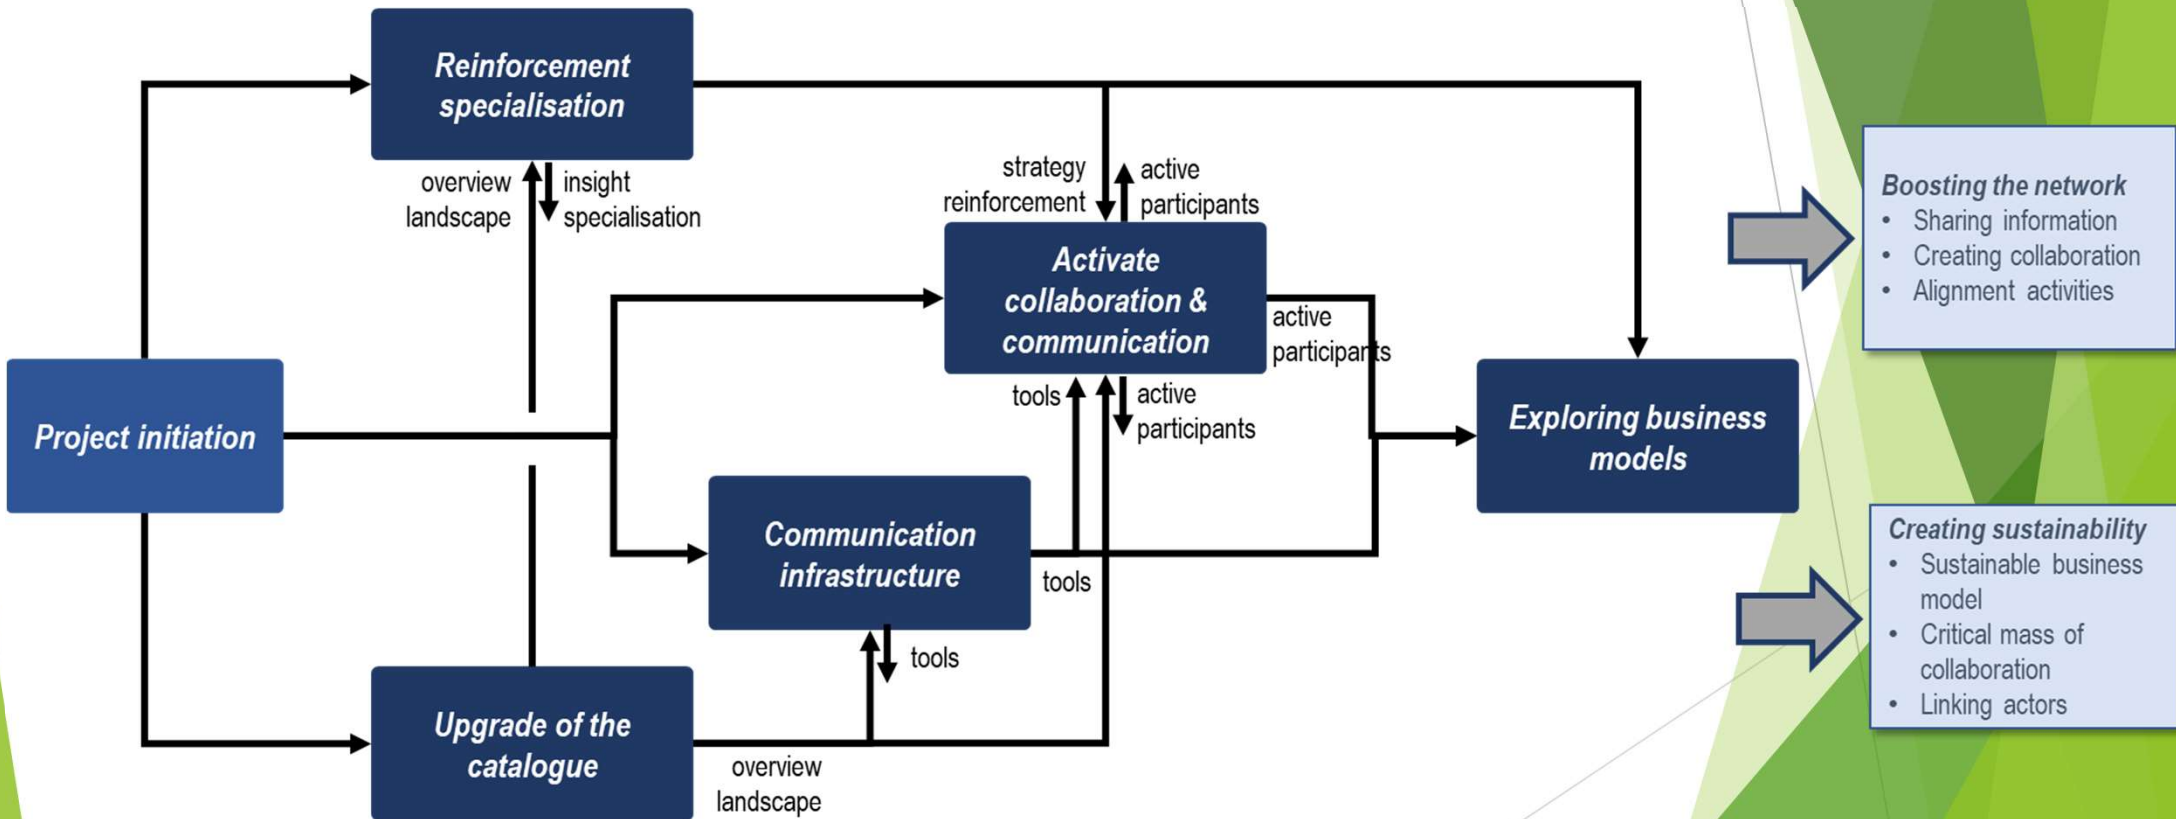 Reinforcement
specialisation
overview
landscape
insight
specialisation
strategy
reinforcement
active
participants
Activate
collaboration &
communication
active
participants
Project initiation
tools
active
participants
Exploring business
models
Communication
infrastructure
tools
tools
Upgrade of the
catalogue
overview
landscape
Boosting the network
• Sharing information
• Creating collaboration
• Alignment activities
Creating sustainability
• Sustainable business
model
• Critical mass of
collaboration
• Linking actors